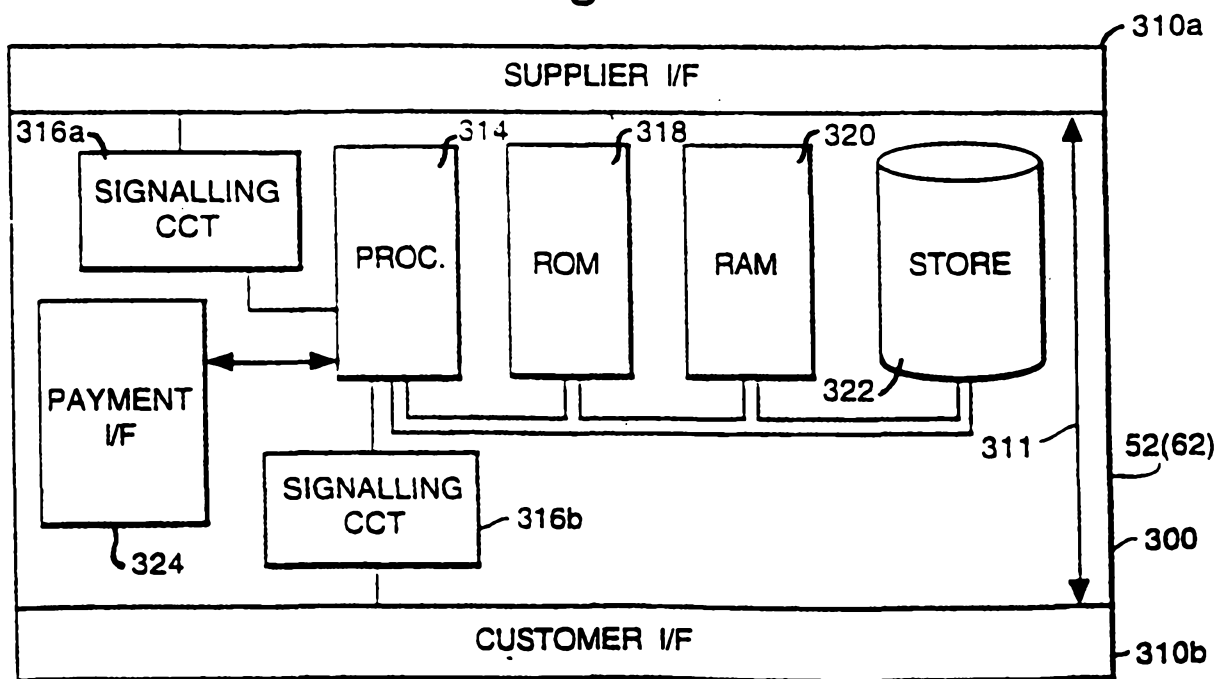 310a
SUPPLIER I/F
316a
314
318
320
SIGNALLING
CCT
PROC.
ROM
RAM
STORE
PAYMENT
I/F
322
311
52(62)
SIGNALLING
CCT
316b
300
324
CUSTOMER I/F
310b